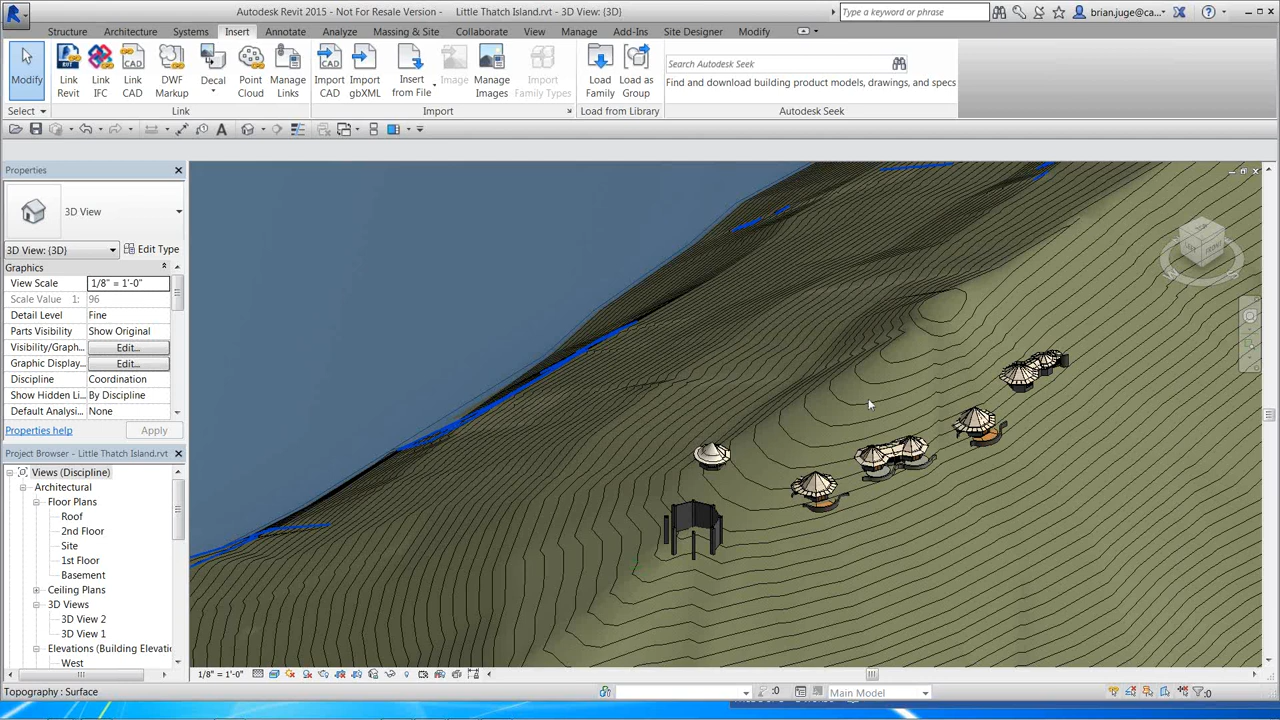 Autodesk Revit 2015 - Not For Resale Version - Little Thatch Island.rvt - 3D View: {3D}
Type a keyword or phrase
brian.juge@ca...
Structure Architecture Systems Insert Annotate Analyze Massing & Site Collaborate View Manage Add-Ins Site Designer Modify
Modify
Link Revit
Link IFC
Link CAD
DWF Markup
Decal
Point Cloud
Manage Links
Import CAD
Import gbXML
Insert from File
Image
Manage Images
Import Family Types
Load Family
Load as Group
Search Autodesk Seek
Find and download building product models, drawings, and specs
Select Link Import Load from Library Autodesk Seek
Properties
3D View
3D View: {3D} Edit Type
Graphics
View Scale 1/8" = 1'-0"
Scale Value 1: 96
Detail Level Fine
Parts Visibility Show Original
Visibility/Graph... Edit...
Graphic Display... Edit...
Discipline Coordination
Show Hidden Li... By Discipline
Default Analysi... None
Properties help Apply
Project Browser - Little Thatch Island.rvt
Views (Discipline)
Architectural
Floor Plans
Roof
2nd Floor
Site
1st Floor
Basement
Ceiling Plans
3D Views
3D View 2
3D View 1
Elevations (Building Elevati
West
FRONT
1/8" = 1'-0"
Topography : Surface
:0
Main Model
:0